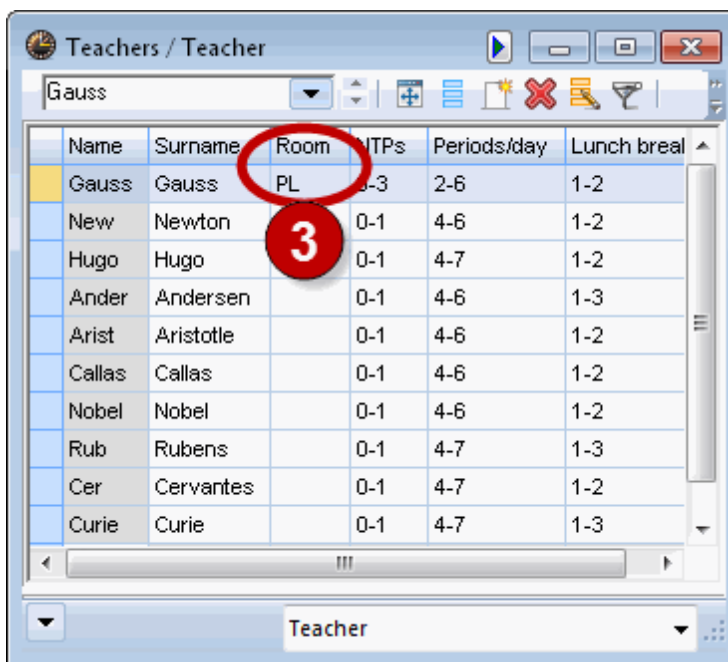 Teachers / Teacher
Gauss
Name Surname Room NTPs Periods/day Lunch breal
Gauss Gauss PL 0-3 2-6 1-2
New Newton 0-1 4-6 1-2
3
Hugo Hugo 0-1 4-7 1-2
Ander Andersen 0-1 4-6 1-3
Arist Aristotle 0-1 4-6 1-2
Callas Callas 0-1 4-6 1-2
Nobel Nobel 0-1 4-6 1-2
Rub Rubens 0-1 4-7 1-3
Cer Cervantes 0-1 4-7 1-2
Curie Curie 0-1 4-7 1-3
Teacher